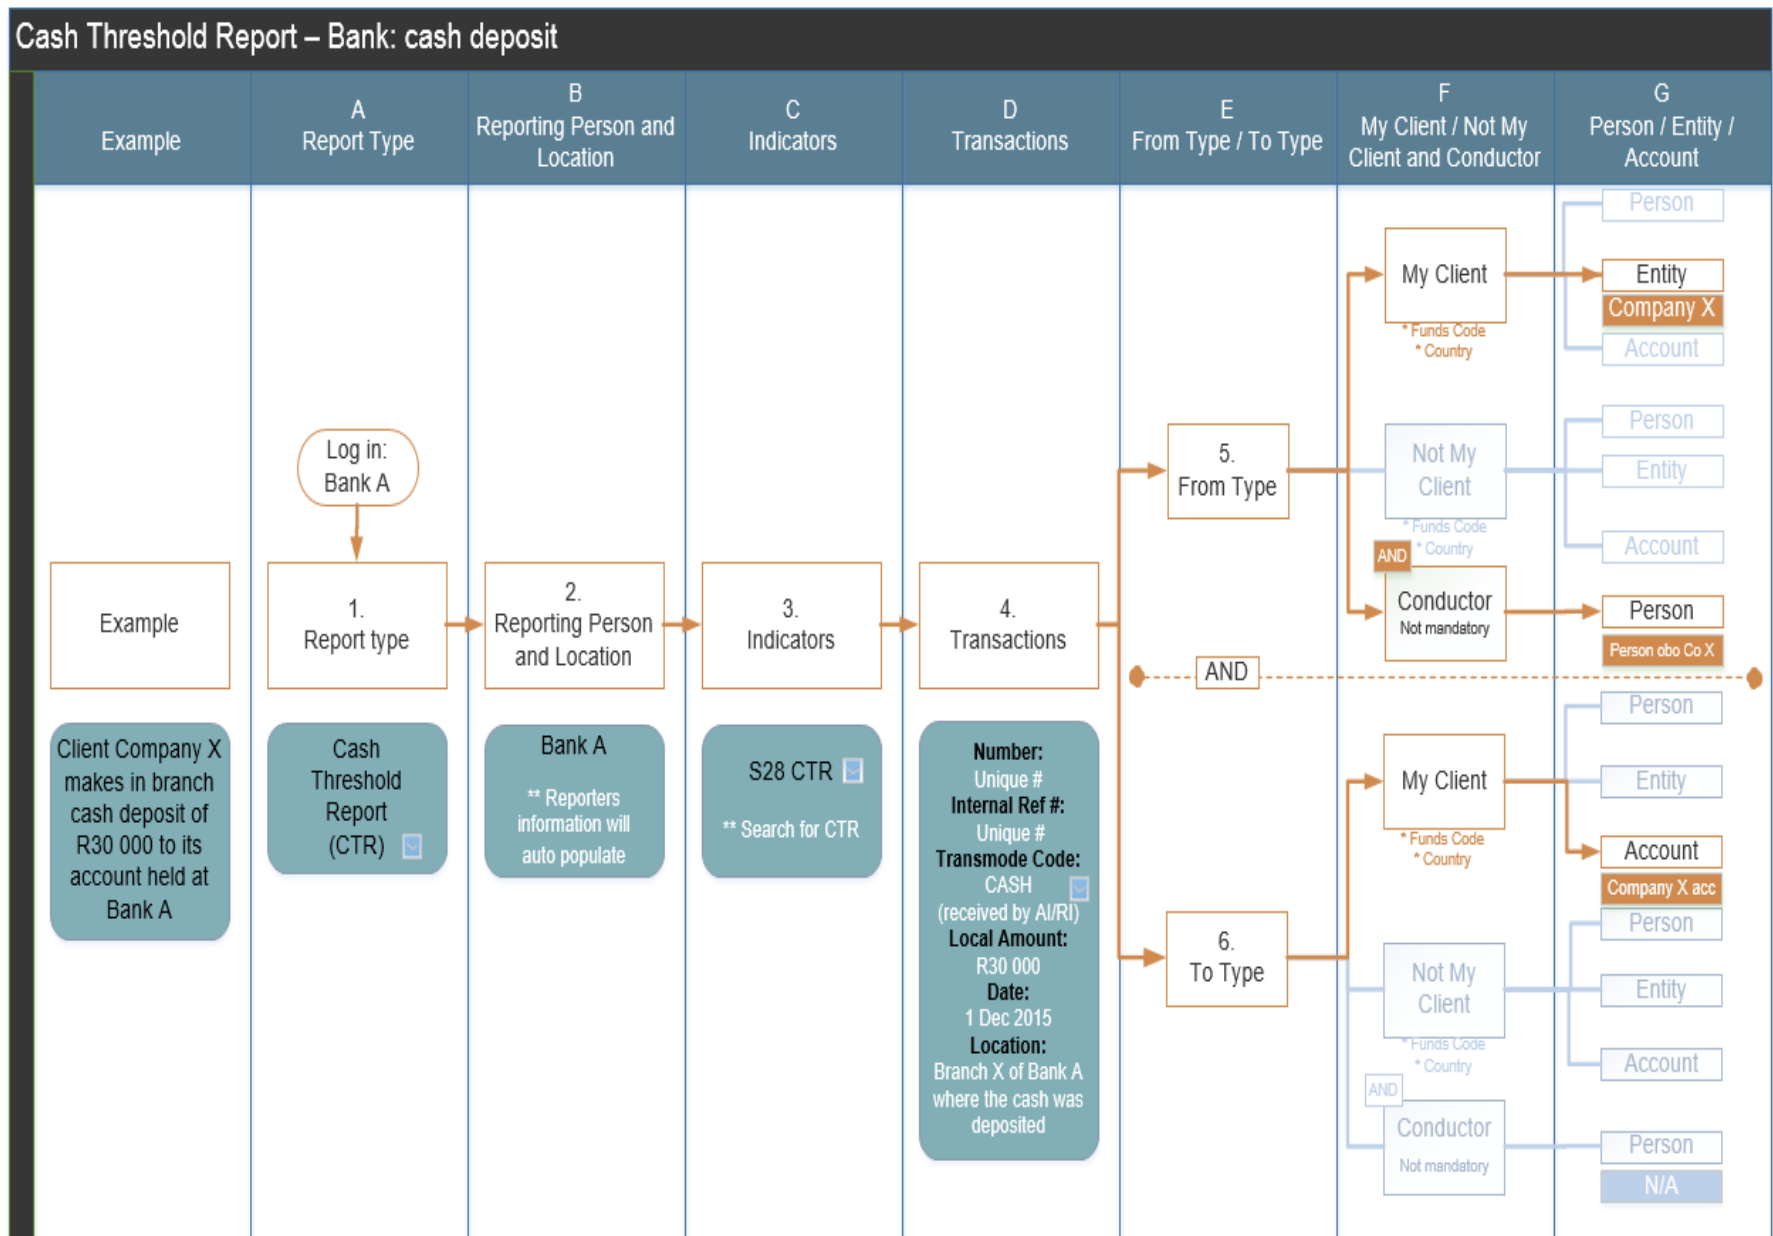 Cash Threshold Report – Bank: cash deposit
Example
A
Report Type
B
Reporting Person and
Location
C
Indicators
D
Transactions
E
From Type / To Type
F
My Client / Not My
Client and Conductor
G
Person / Entity /
Account
Example
Client Company X
makes in branch
cash deposit of
R30 000 to its
account held at
Bank A
Log in:
Bank A
1.
Report type
Cash
Threshold
Report
(CTR)
2.
Reporting Person
and Location
Bank A
** Reporters
information will
auto populate
3.
Indicators
S28 CTR
** Search for CTR
4.
Transactions
Number:
Unique #
Internal Ref #:
Unique #
Transmode Code:
CASH
(received by AI/RI)
Local Amount:
R30 000
Date:
1 Dec 2015
Location:
Branch X of Bank A
where the cash was
deposited
5.
From Type
My Client
* Funds Code
* Country
Person
Entity
Company X
Account
Not My
Client
* Funds Code
* Country
Person
Entity
Account
AND
Conductor
Not mandatory
Person
Person obo Co X
AND
6.
To Type
My Client
* Funds Code
* Country
Person
Entity
Account
Company X acc
Not My
Client
* Funds Code
* Country
Person
Entity
Account
AND
Conductor
Not mandatory
Person
N/A